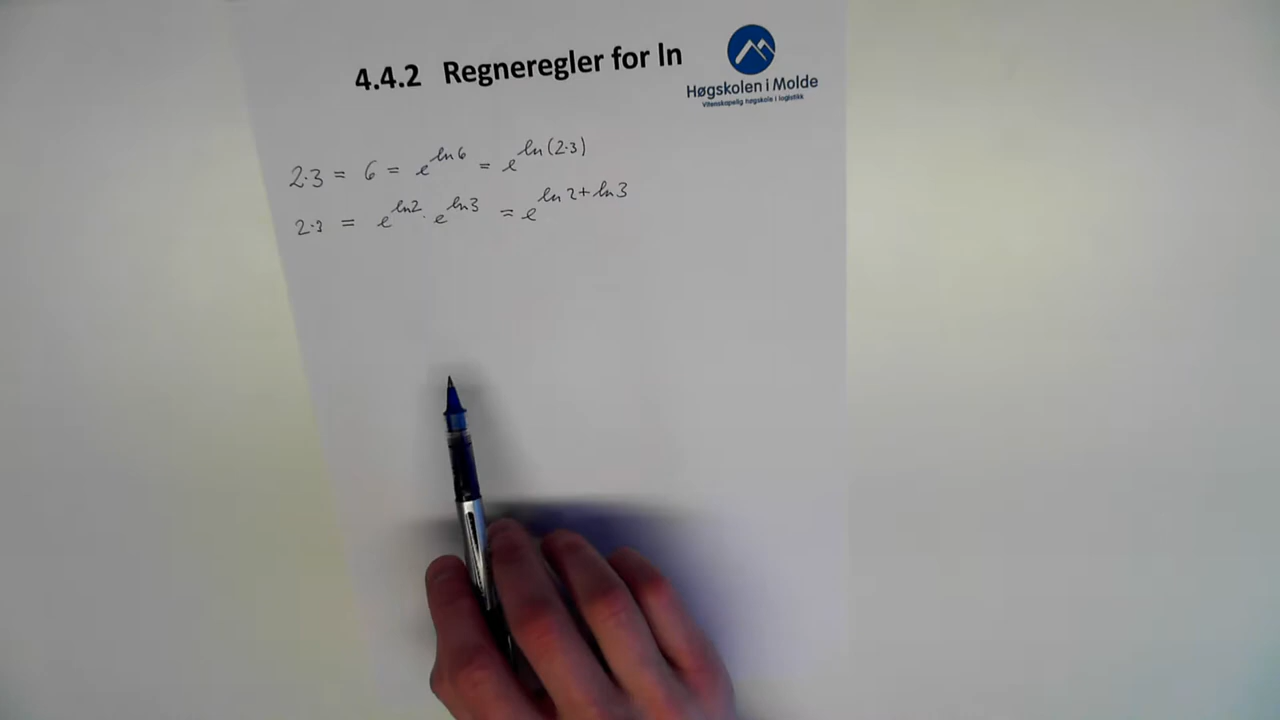 4.4.2 Regneregler for ln
Høgskolen i Molde
Vitenskapelig høgskole i logistikk
2·3 = 6 = e^ln6 = e^ln(2·3)
2·3 = e^ln2 · e^ln3 = e^ln2+ln3